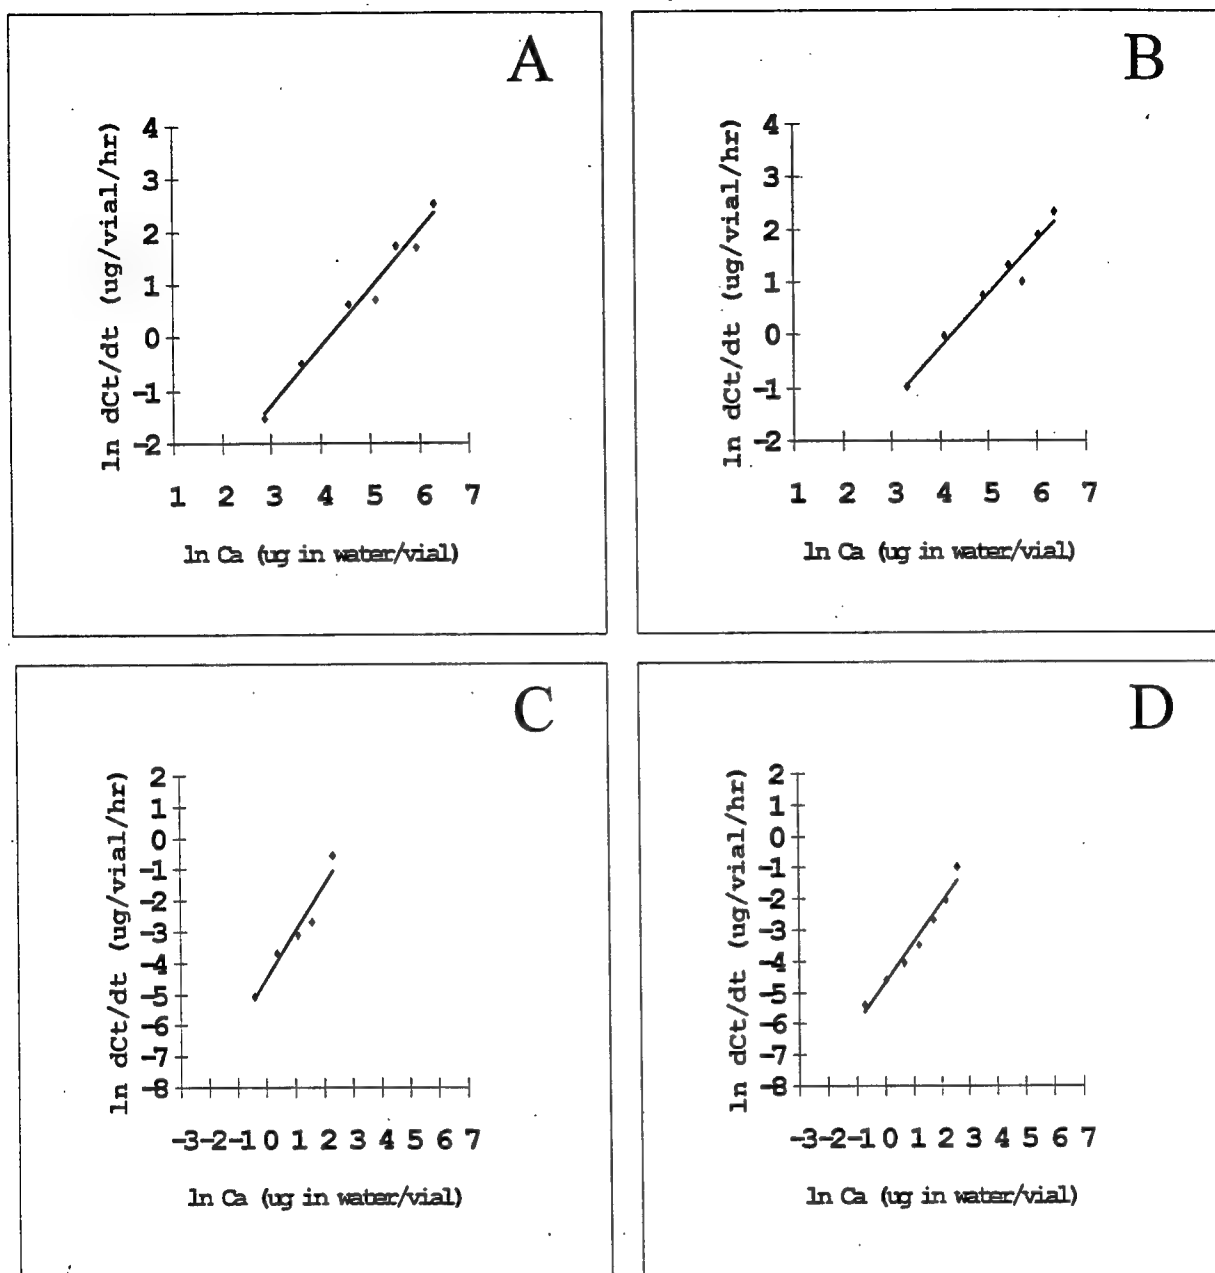 A
ln dCt/dt (ug/vial/hr)
4
3
2
1
0
-1
-2
1 2 3 4 5 6 7
ln Ca (ug in water/vial)
B
ln dCt/dt (ug/vial/hr)
4
3
2
1
0
-1
-2
1 2 3 4 5 6 7
ln Ca (ug in water/vial)
C
ln dCt/dt (ug/vial/hr)
2
1
0
-1
-2
-3
-4
-5
-6
-7
-8
-3-2-1 0 1 2 3 4 5 6 7
ln Ca (ug in water/vial)
D
ln dCt/dt (ug/vial/hr)
2
1
0
-1
-2
-3
-4
-5
-6
-7
-8
-3-2-1 0 1 2 3 4 5 6 7
ln Ca (ug in water/vial)